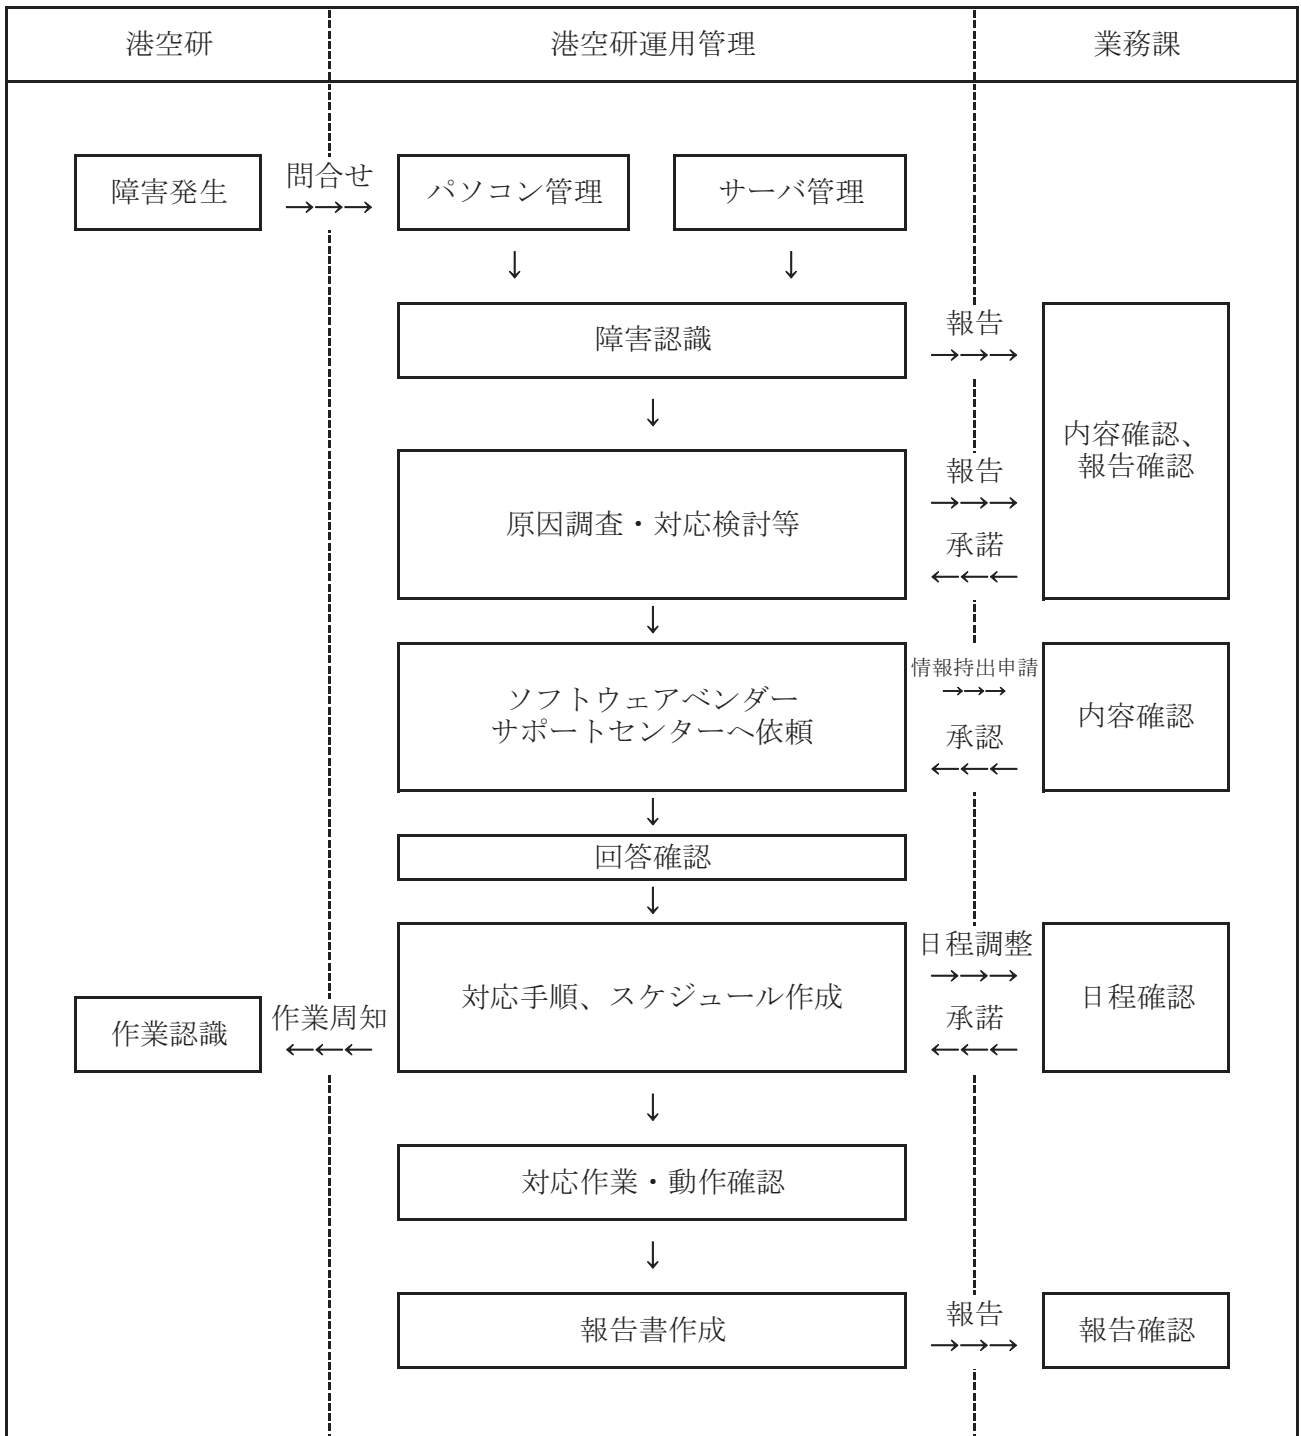 港空研
港空研運用管理
業務課
障害発生
問合せ
→→→
パソコン管理
サーバ管理
↓
↓
障害認識
報告
→→→
↓
内容確認、
報告確認
原因調査・対応検討等
報告
→→→
承諾
←←←
↓
ソフトウェアベンダー
サポートセンターへ依頼
情報持出申請
→→→
承認
←←←
内容確認
↓
回答確認
↓
対応手順、スケジュール作成
日程調整
→→→
承諾
←←←
日程確認
作業認識
作業周知
←←←
↓
対応作業・動作確認
↓
報告書作成
報告
→→→
報告確認